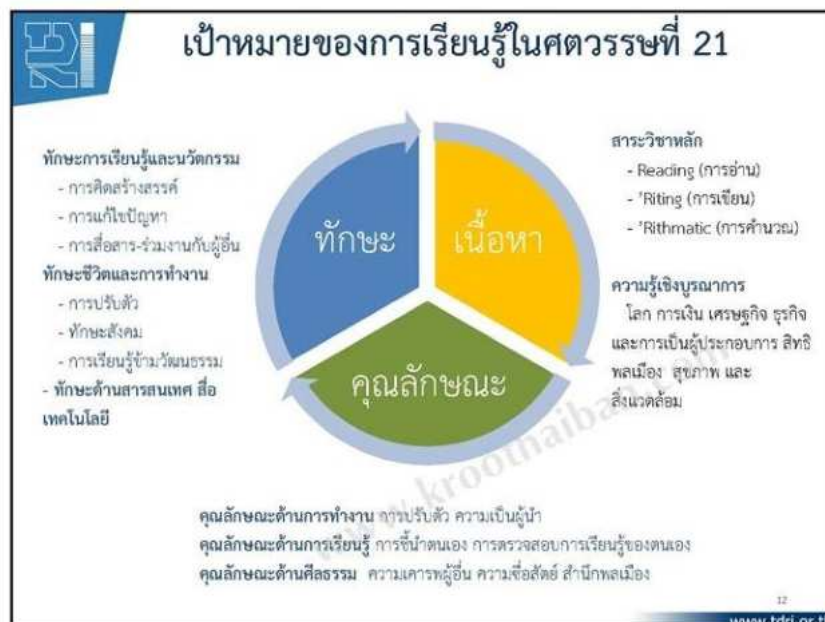 เป้าหมายของการเรียนรู้ในศตวรรษที่ 21
ทักษะการเรียนรู้และนวัตกรรม
- การคิดสร้างสรรค์
- การแก้ไขปัญหา
- การสื่อสาร-ร่วมงานกับผู้อื่น
ทักษะชีวิตและการทำงาน
- การปรับตัว
- ทักษะสังคม
- การเรียนรู้ข้ามวัฒนธรรม
- ทักษะด้านสารสนเทศ สื่อ
เทคโนโลยี
ทักษะ
เนื้อหา
คุณลักษณะ
สาระวิชาหลัก
- Reading (การอ่าน)
- 'Riting (การเขียน)
- 'Rithmatic (การคำนวณ)
ความรู้เชิงบูรณาการ
โลก การเงิน เศรษฐกิจ ธุรกิจ
และการเป็นผู้ประกอบการ สิทธิ
พลเมือง สุขภาพ และ
สิ่งแวดล้อม
คุณลักษณะด้านการทำงาน การปรับตัว ความเป็นผู้นำ
คุณลักษณะด้านการเรียนรู้ การชี้นำตนเอง การตรวจสอบการเรียนรู้ของตนเอง
คุณลักษณะด้านศีลธรรม ความเคารพผู้อื่น ความซื่อสัตย์ สำนึกพลเมือง
www.kroothaiban.com
12
www.tdri.or.t